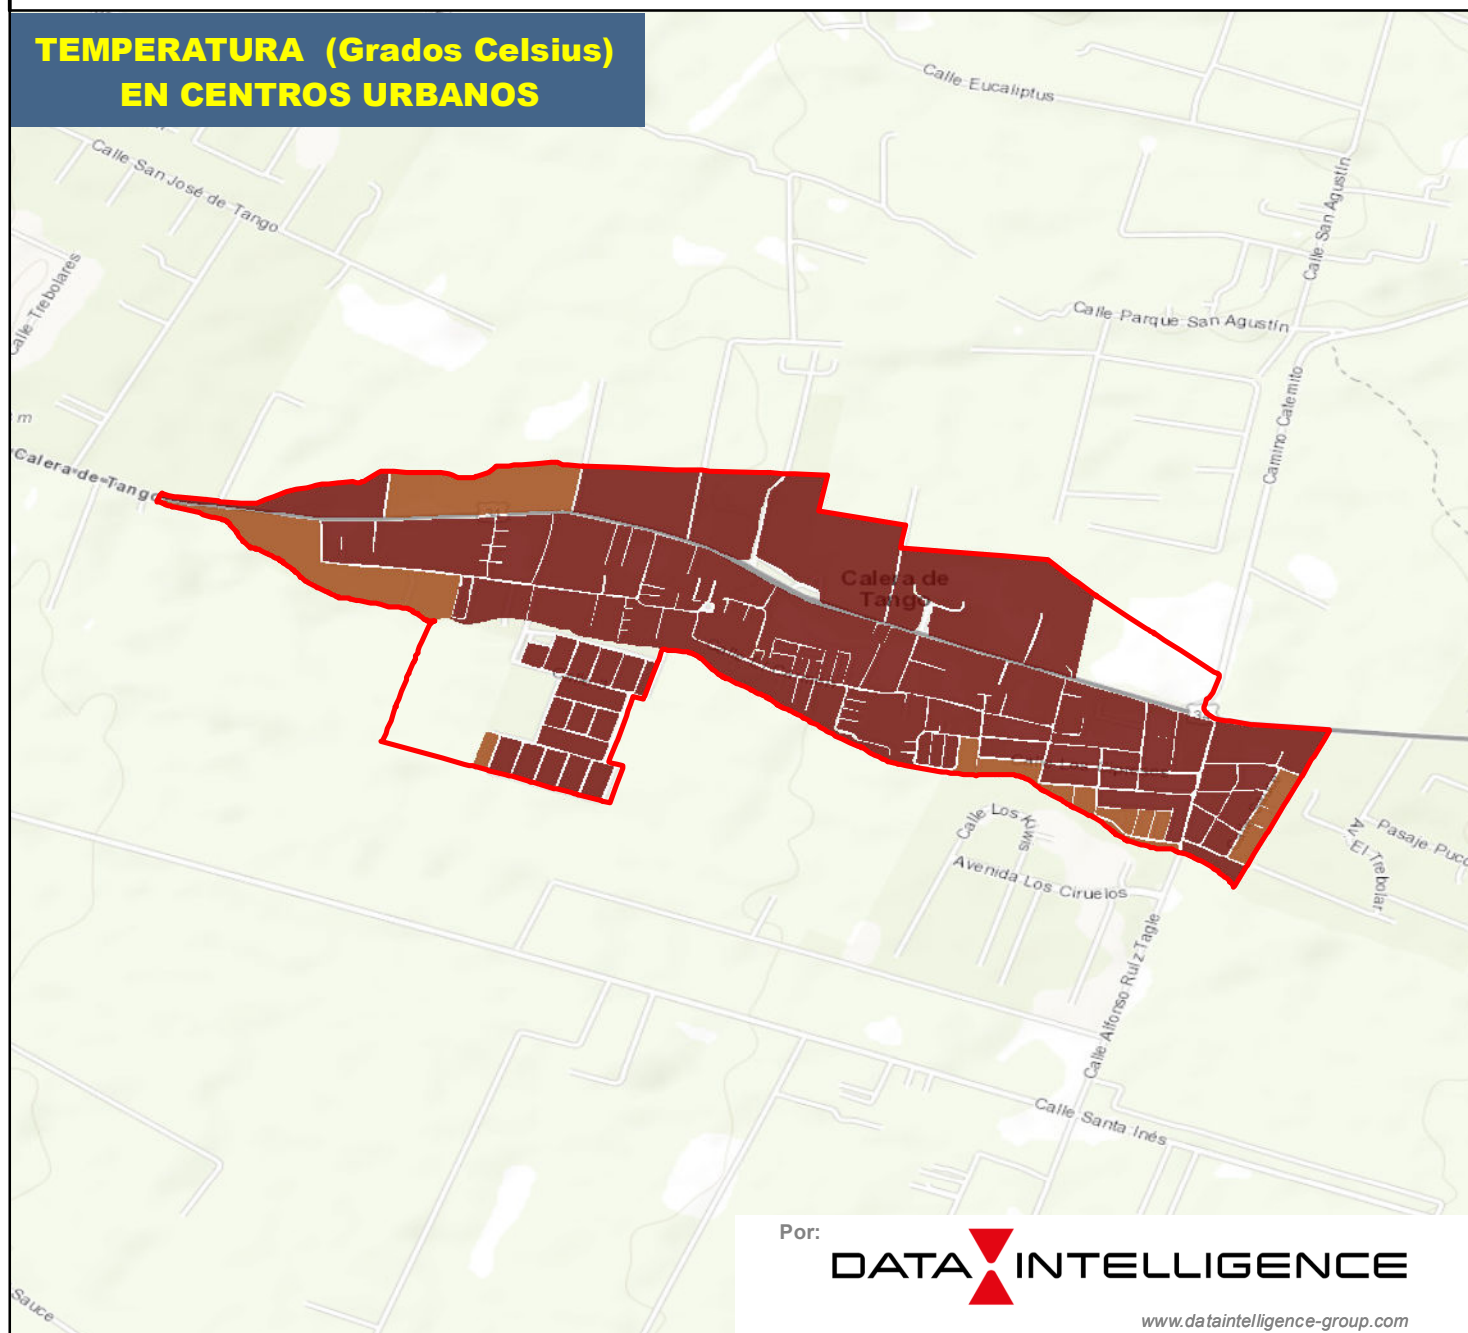 TEMPERATURA (Grados Celsius)
EN CENTROS URBANOS
Calle Eucaliptus
Calle San José de Tango
Calle San Agustín
Calle Trebolares
Calle Parque San Agustín
m
Camino Catemito
Calera de Tango
Calera de
Tango
Calle Los Kiwis
Avenida Los Ciruelos
Av. El Trebolar
Pasaje Puco
Calle Alfonso Ruíz Tagle
Calle Santa Inés
Sauce
Por:
DATA INTELLIGENCE
www.dataintelligence-group.com